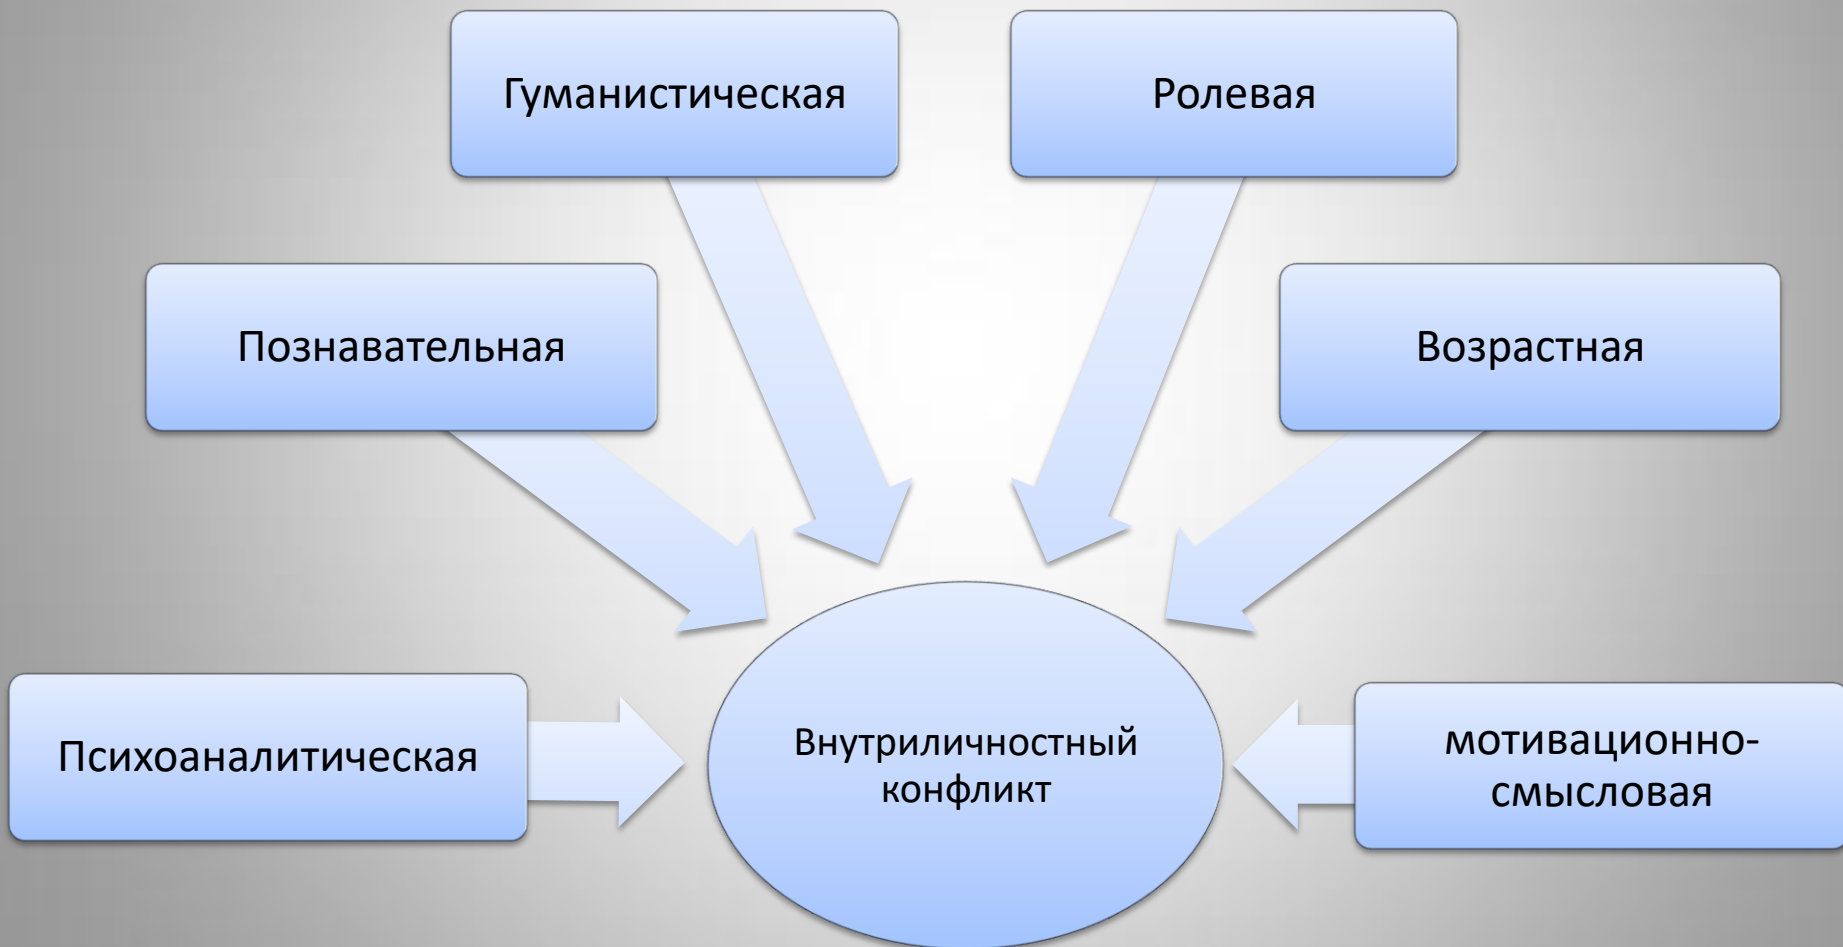 Гуманистическая
Ролевая
Познавательная
Возрастная
Психоаналитическая
Внутриличностный
конфликт
мотивационно-
смысловая